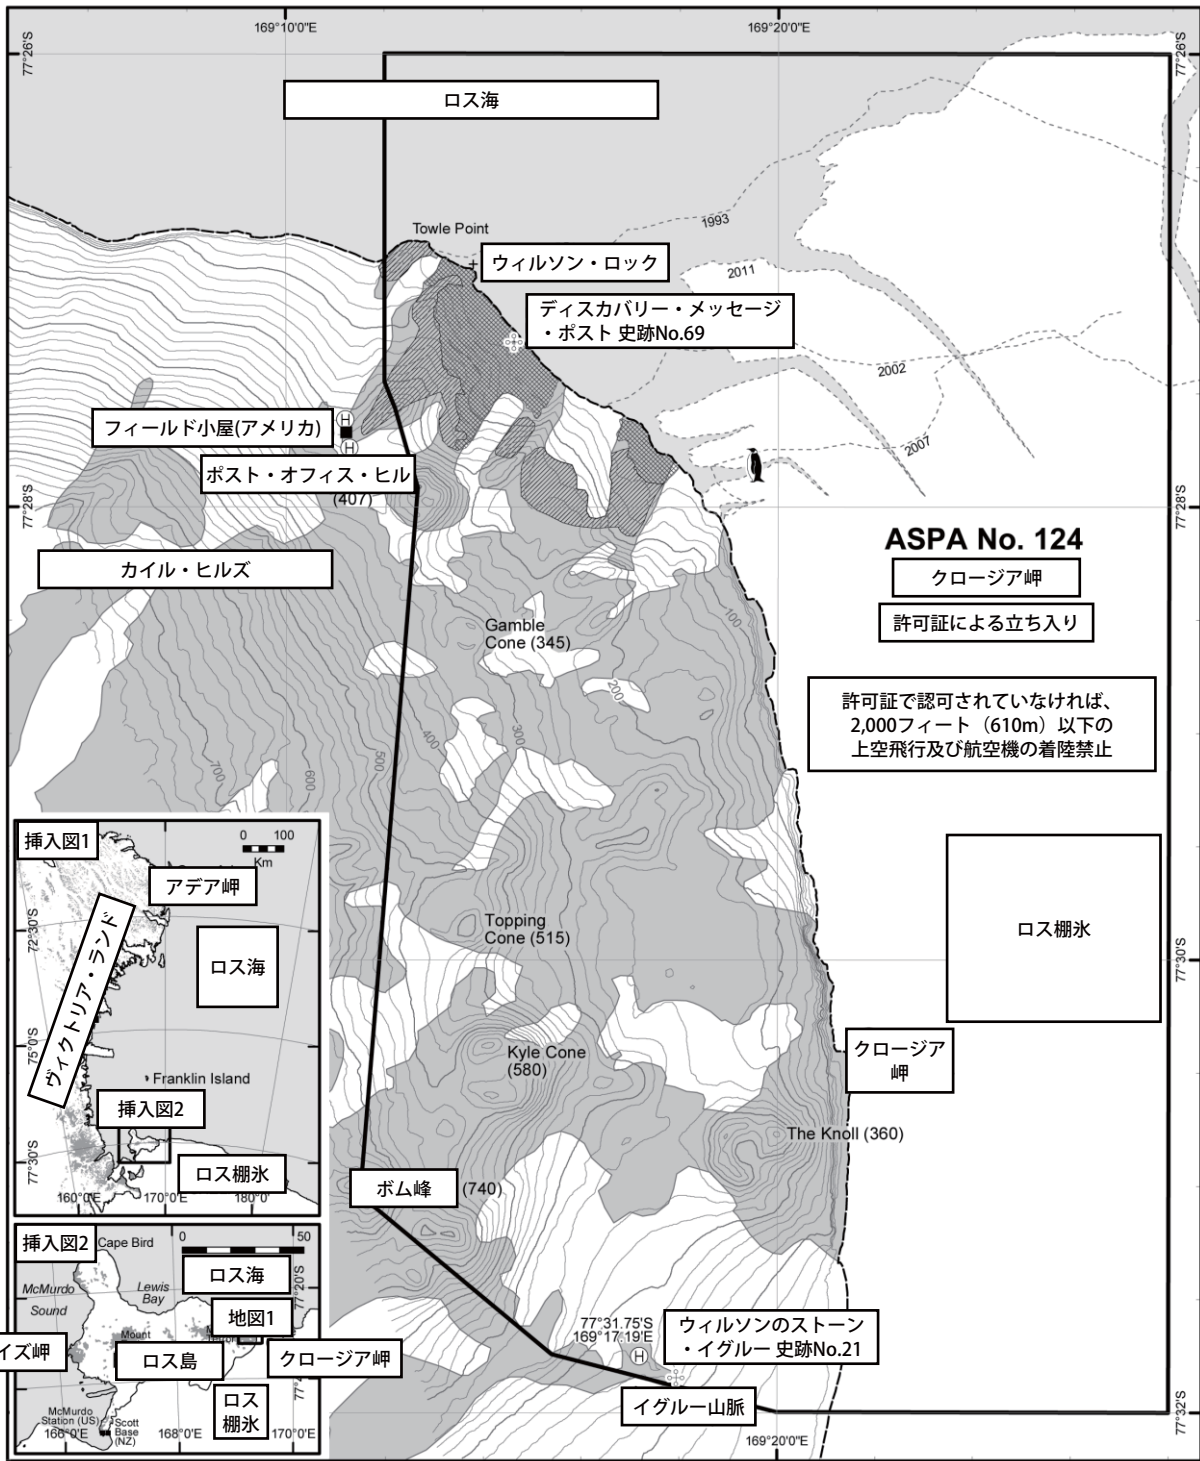 169°10'0"E
169°20'0"E
77°26'S
77°26'S
ロス海
1993
Towle Point
ウィルソン・ロック
2011
ディスカバリー・メッセージ
・ポスト 史跡No.69
2002
フィールド小屋(アメリカ)
H
H
2007
ポスト・オフィス・ヒル
(407)
77°28'S
77°28'S
ASPA No. 124
クロージア岬
許可証による立ち入り
カイル・ヒルズ
100
Gamble
Cone (345)
200
300
400
500
600
700
許可証で認可されていなければ、
2,000フィート（610m）以下の
上空飛行及び航空機の着陸禁止
ロス棚氷
Topping
Cone (515)
77°30'S
クロージア
岬
Kyle Cone
(580)
The Knoll (360)
ボム峰
(740)
77°31.75'S
169°17.19'E
H
ウィルソンのストーン
・イグルー 史跡No.21
イグルー山脈
77°32'S
169°20'0"E
挿入図1
0 100
Km
アデア岬
72°30'S
ヴィクトリア・ランド
ロス海
75°0'S
Franklin Island
挿入図2
77°30'S
ロス棚氷
160°0'E
170°0'E
180°0'
挿入図2
Cape Bird
0 50
ロス海
McMurdo
Sound
Lewis
Bay
77°20'S
地図1
イズ岬
Mount
ロス島
クロージア岬
ロス
棚氷
McMurdo
Station (US)
Scott
Base
(NZ)
166°0'E
168°0'E
170°0'E